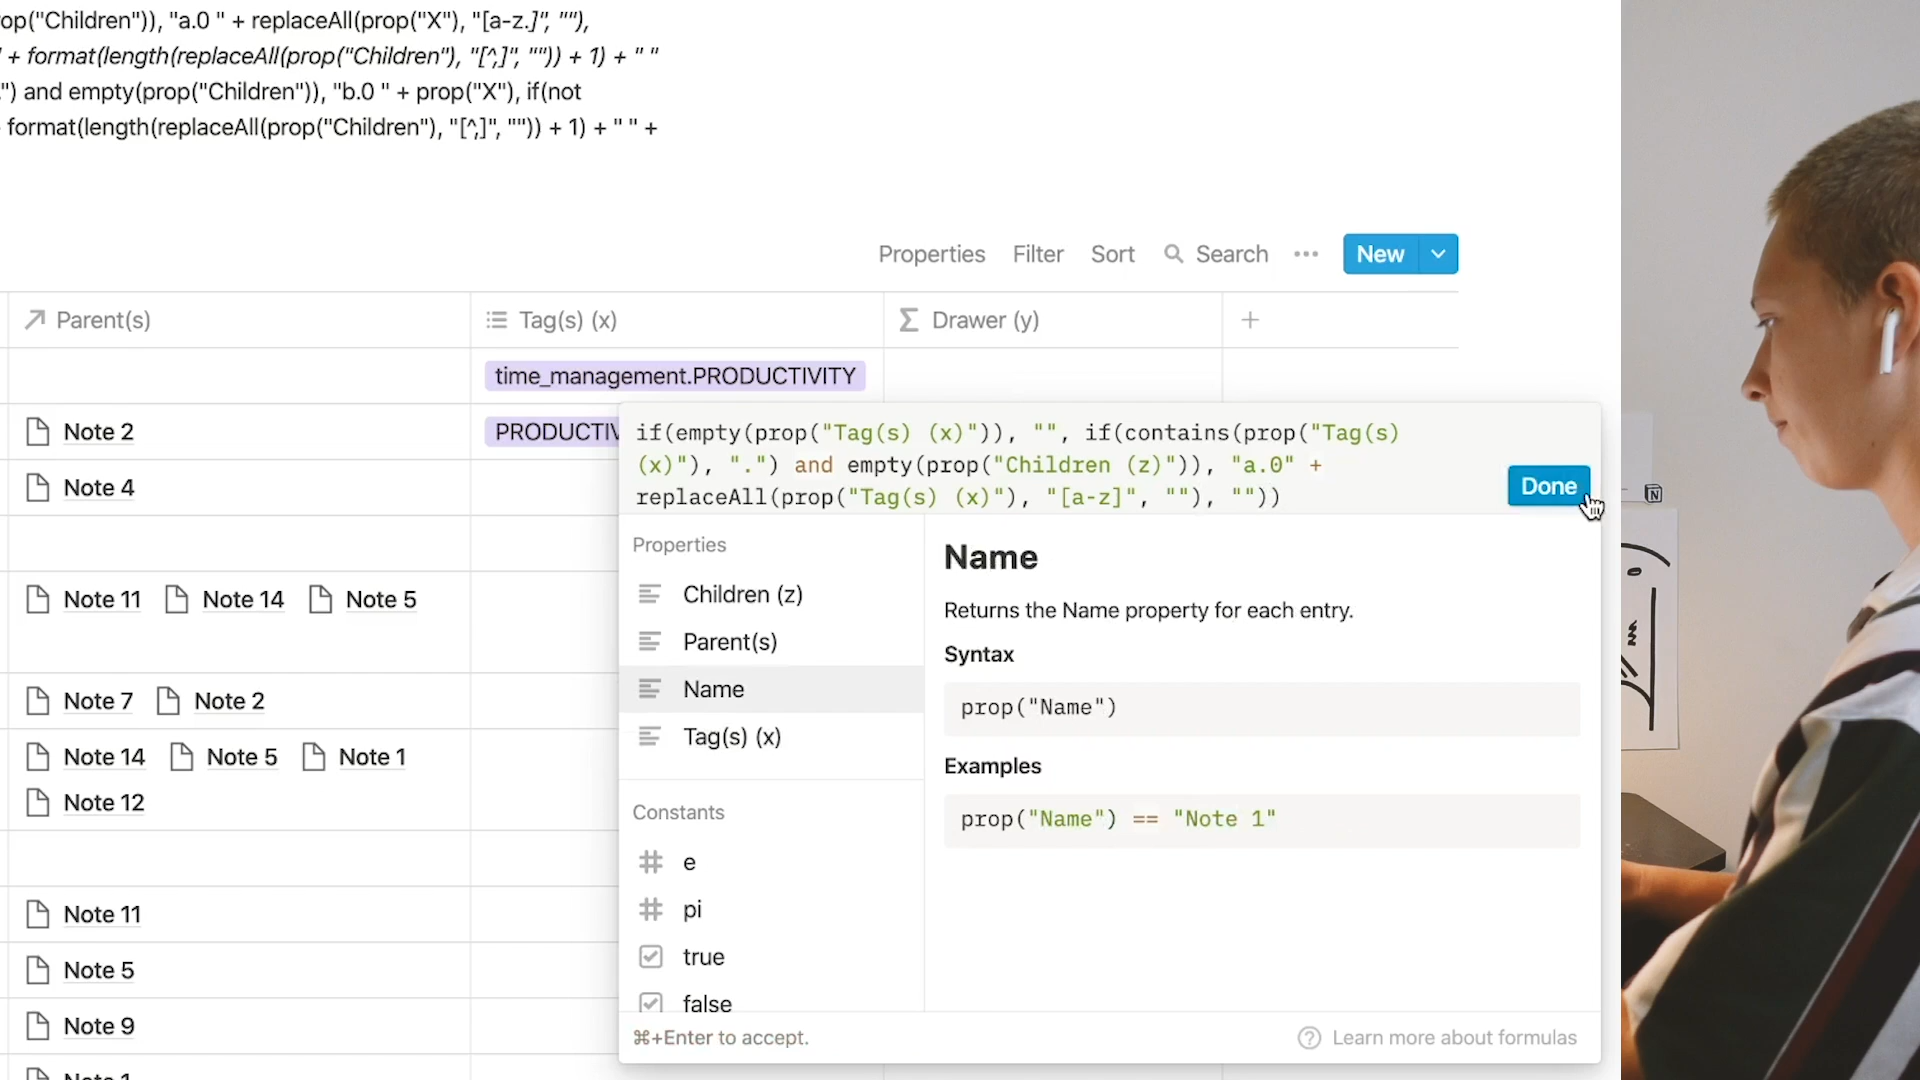 op("Children")), "a.0 " + replaceAll(prop("X"), "[a-z.]", ""),
" + format(length(replaceAll(prop("Children"), "[^,]", "")) + 1) + " "
") and empty(prop("Children")), "b.0 " + prop("X"), if(not
format(length(replaceAll(prop("Children"), "[^,]", "")) + 1) + " " +
Properties Filter Sort Search ••• New
Parent(s) Tag(s) (x) Drawer (y) +
time_management.PRODUCTIVITY
Note 2 PRODUCTIV
Note 4
Note 11 Note 14 Note 5
Note 7 Note 2
Note 14 Note 5 Note 1
Note 12
Note 11
Note 5
Note 9
if(empty(prop("Tag(s) (x)")), "", if(contains(prop("Tag(s)
(x)"), ".") and empty(prop("Children (z)")), "a.0" +
replaceAll(prop("Tag(s) (x)"), "[a-z]", ""), ""))
Done
Properties
Children (z)
Parent(s)
Name
Tag(s) (x)
Constants
e
pi
true
false
Name
Returns the Name property for each entry.
Syntax
prop("Name")
Examples
prop("Name") == "Note 1"
⌘+Enter to accept.
? Learn more about formulas
N